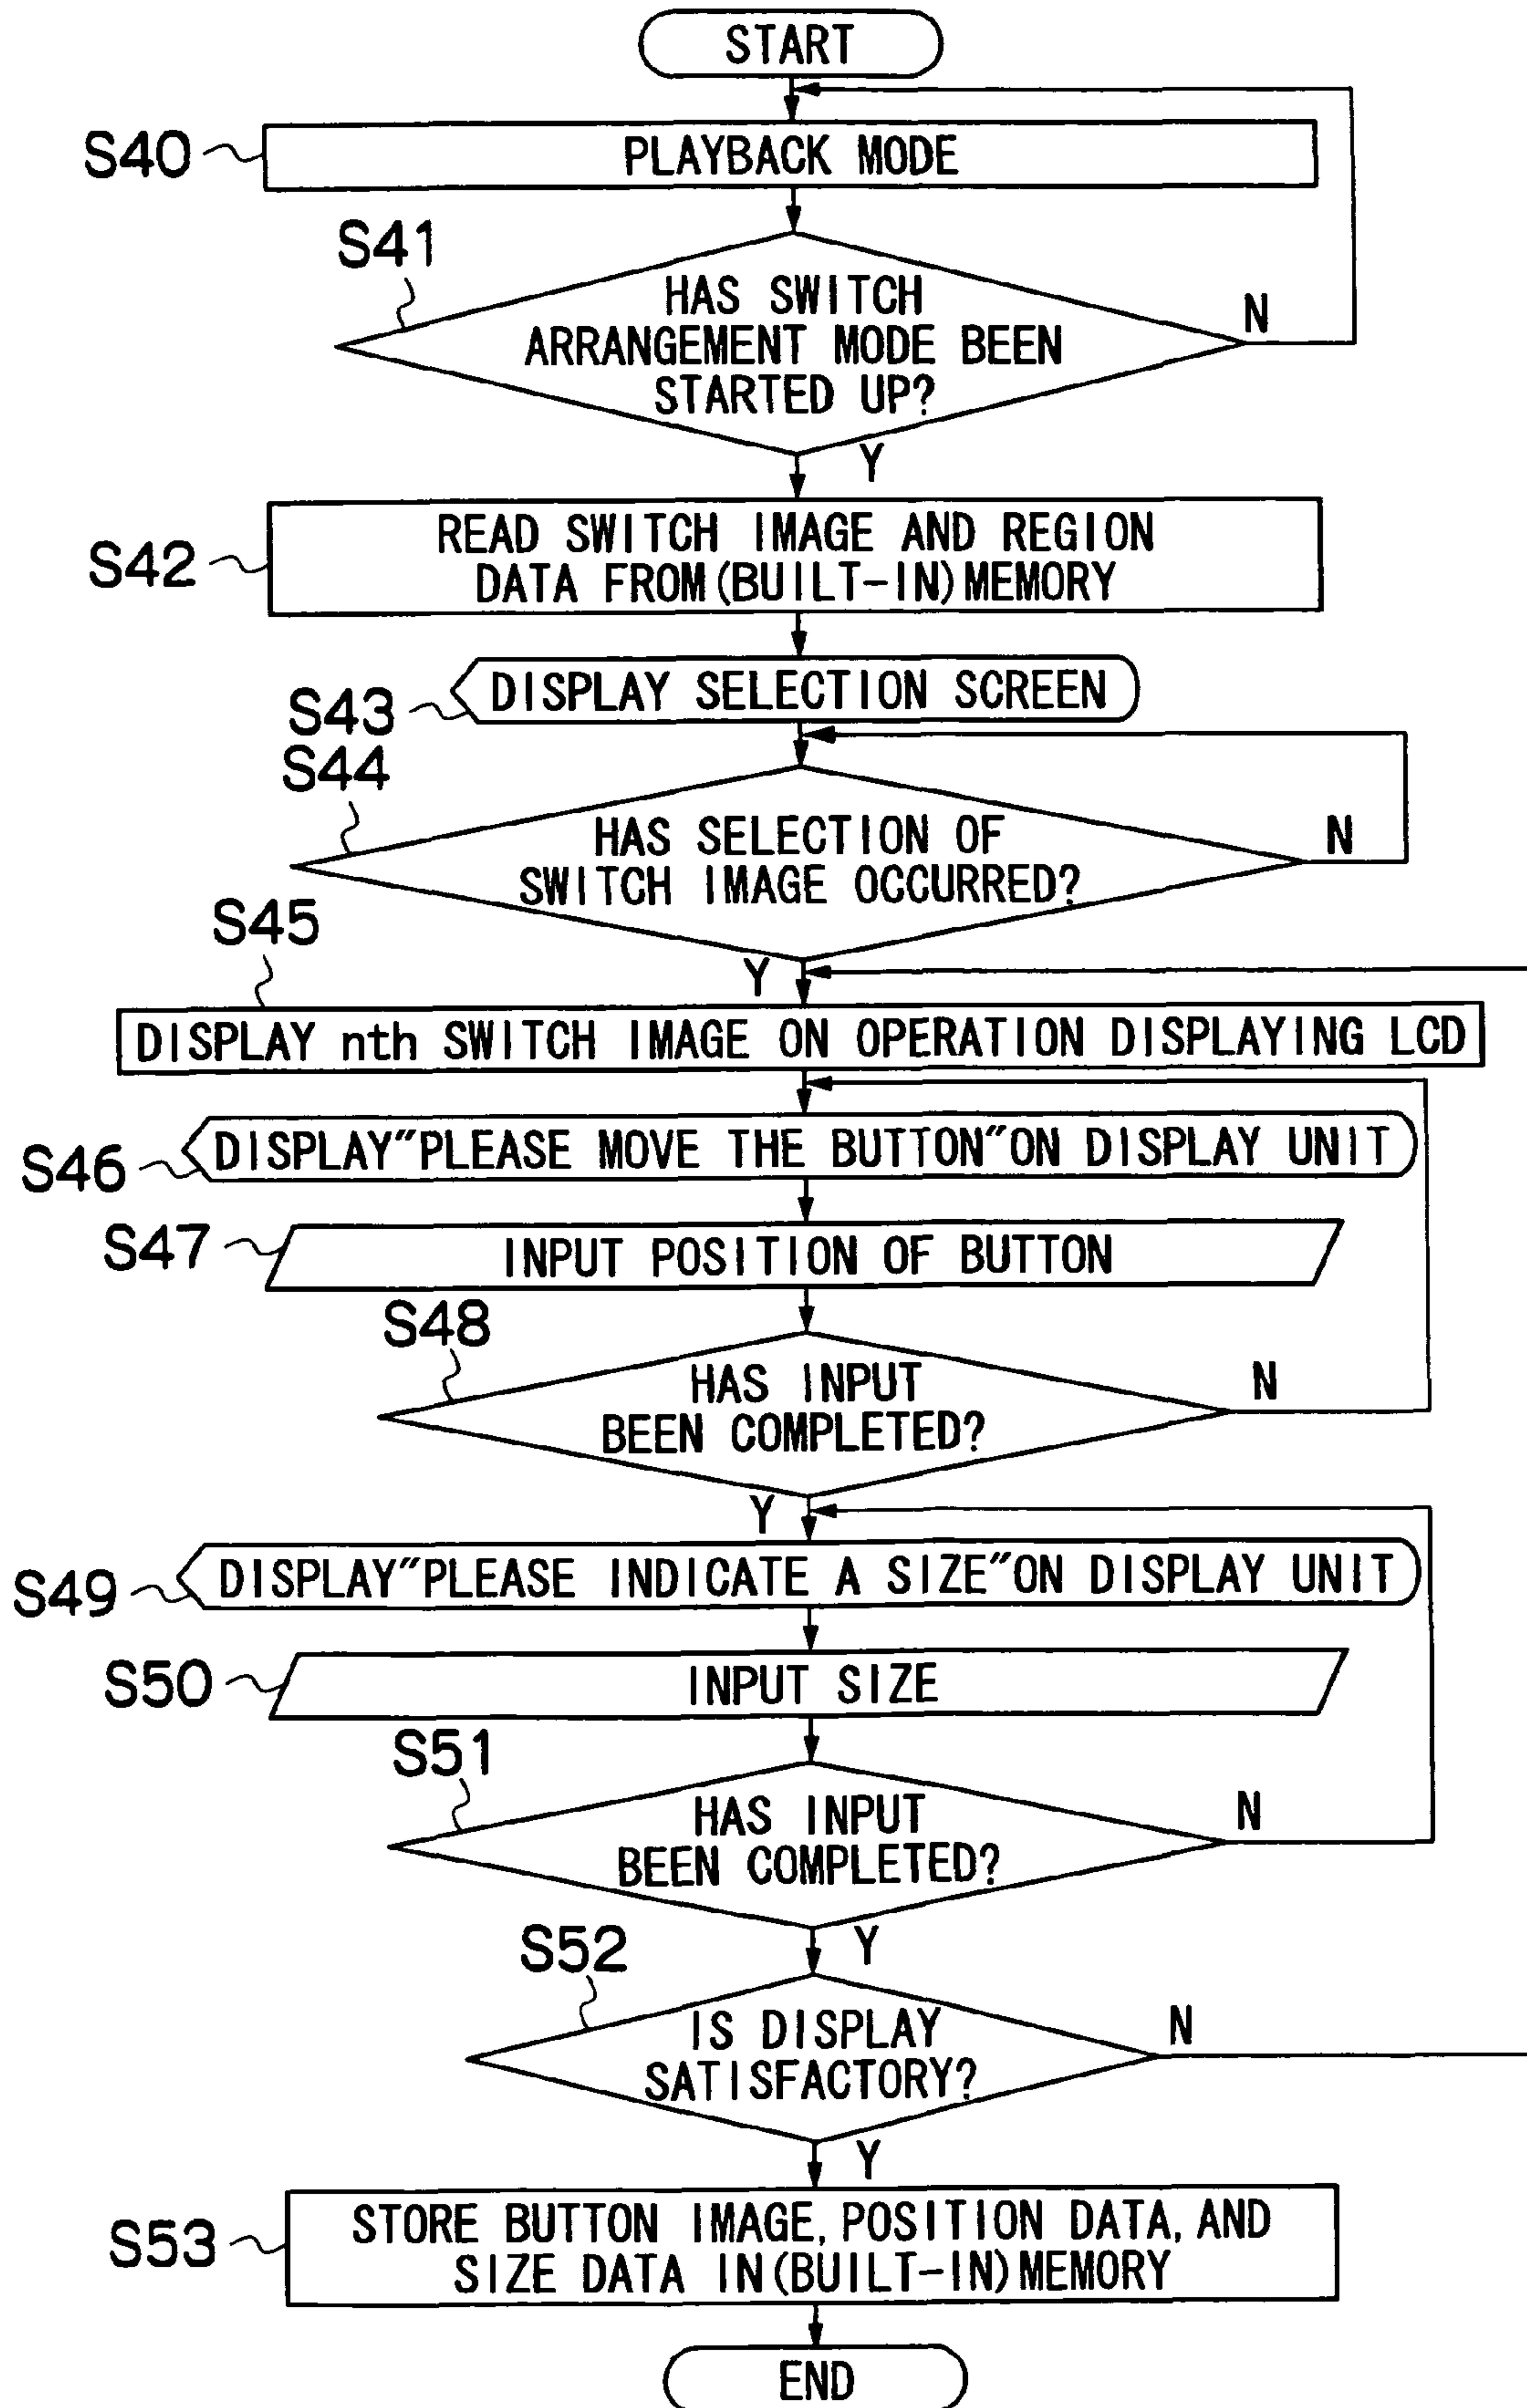 START
S40
PLAYBACK MODE
S41
HAS SWITCH
ARRANGEMENT MODE BEEN
STARTED UP?
N
Y
S42
READ SWITCH IMAGE AND REGION
DATA FROM(BUILT-IN)MEMORY
S43
DISPLAY SELECTION SCREEN
S44
HAS SELECTION OF
SWITCH IMAGE OCCURRED?
N
Y
S45
DISPLAY nth SWITCH IMAGE ON OPERATION DISPLAYING LCD
S46
DISPLAY"PLEASE MOVE THE BUTTON"ON DISPLAY UNIT
S47
INPUT POSITION OF BUTTON
S48
HAS INPUT
BEEN COMPLETED?
N
Y
S49
DISPLAY"PLEASE INDICATE A SIZE"ON DISPLAY UNIT
S50
INPUT SIZE
S51
HAS INPUT
BEEN COMPLETED?
N
Y
S52
IS DISPLAY
SATISFACTORY?
N
Y
S53
STORE BUTTON IMAGE, POSITION DATA, AND
SIZE DATA IN(BUILT-IN)MEMORY
END